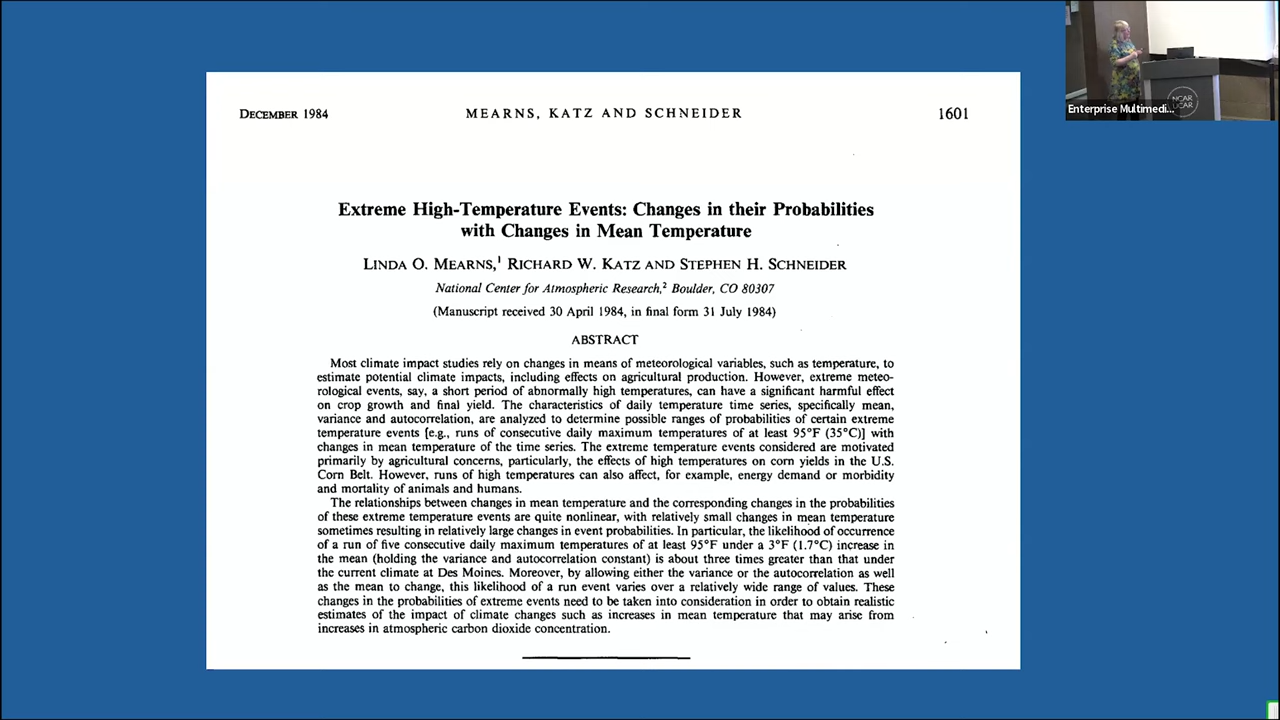 DECEMBER 1984 MEARNS, KATZ AND SCHNEIDER 1601
Extreme High-Temperature Events: Changes in their Probabilities
with Changes in Mean Temperature
LINDA O. MEARNS,¹ RICHARD W. KATZ AND STEPHEN H. SCHNEIDER
National Center for Atmospheric Research,² Boulder, CO 80307
(Manuscript received 30 April 1984, in final form 31 July 1984)
ABSTRACT
Most climate impact studies rely on changes in means of meteorological variables, such as temperature, to
estimate potential climate impacts, including effects on agricultural production. However, extreme meteo-
rological events, say, a short period of abnormally high temperatures, can have a significant harmful effect
on crop growth and final yield. The characteristics of daily temperature time series, specifically mean,
variance and autocorrelation, are analyzed to determine possible ranges of probabilities of certain extreme
temperature events [e.g., runs of consecutive daily maximum temperatures of at least 95°F (35°C)] with
changes in mean temperature of the time series. The extreme temperature events considered are motivated
primarily by agricultural concerns, particularly, the effects of high temperatures on corn yields in the U.S.
Corn Belt. However, runs of high temperatures can also affect, for example, energy demand or morbidity
and mortality of animals and humans.
The relationships between changes in mean temperature and the corresponding changes in the probabilities
of these extreme temperature events are quite nonlinear, with relatively small changes in mean temperature
sometimes resulting in relatively large changes in event probabilities. In particular, the likelihood of occurrence
of a run of five consecutive daily maximum temperatures of at least 95°F under a 3°F (1.7°C) increase in
the mean (holding the variance and autocorrelation constant) is about three times greater than that under
the current climate at Des Moines. Moreover, by allowing either the variance or the autocorrelation as well
as the mean to change, this likelihood of a run event varies over a relatively wide range of values. These
changes in the probabilities of extreme events need to be taken into consideration in order to obtain realistic
estimates of the impact of climate changes such as increases in mean temperature that may arise from
increases in atmospheric carbon dioxide concentration.
Enterprise Multimedi...
NCAR
UCAR